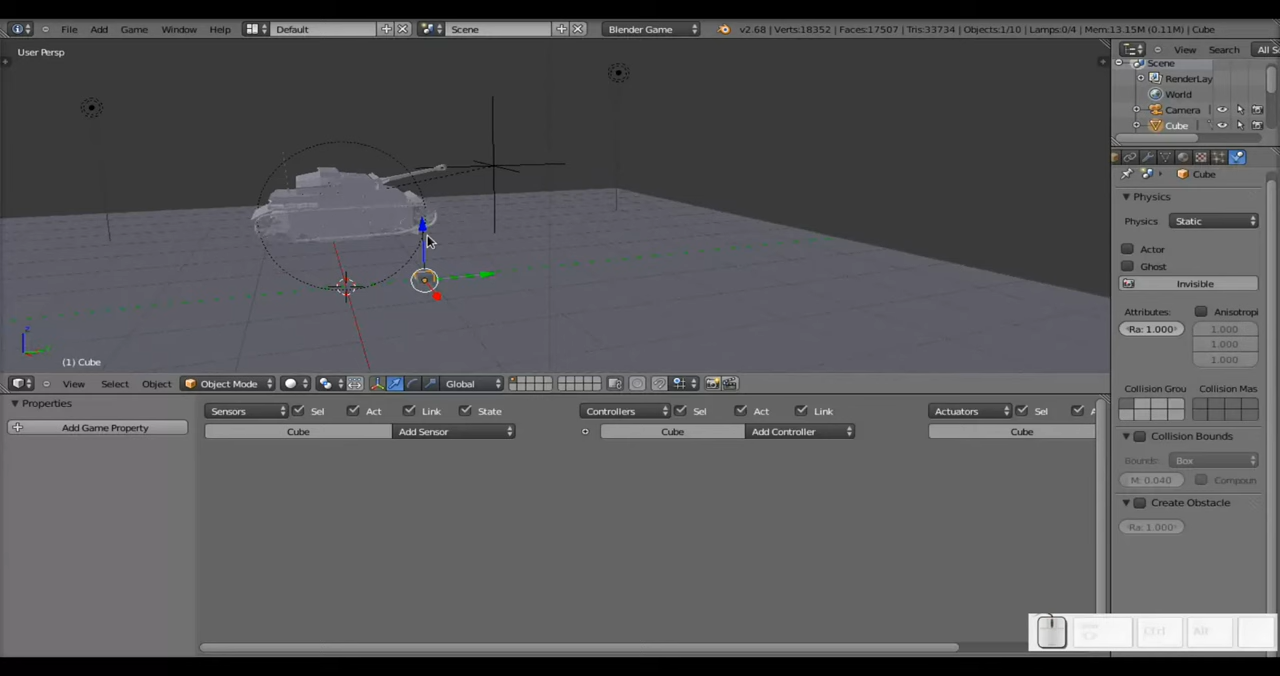 File Add Game Window Help Default Scene Blender Game v2.68 | Verts:18352 | Faces:17507 | Tris:33734 | Objects:1/10 | Lamps:0/4 | Mem:13.15M (0.11M) | Cube
User Persp
View Search All S
Scene
RenderLay
World
Camera
Cube
Cube
Physics
Physics: Static
Actor
Ghost
Invisible
Attributes: Anisotropi
Ra: 1.000 1.000
1.000
1.000
z
(1) Cube
View Select Object Object Mode Global
Collision Grou Collision Mas
Properties
Sensors Sel Act Link State Controllers Sel Act Link Actuators Sel A
Add Game Property
Cube Add Sensor Cube Add Controller Cube
Collision Bounds
Bounds: Box
M: 0.040 Compoun
Create Obstacle
Ra: 1.000
Ctrl Alt